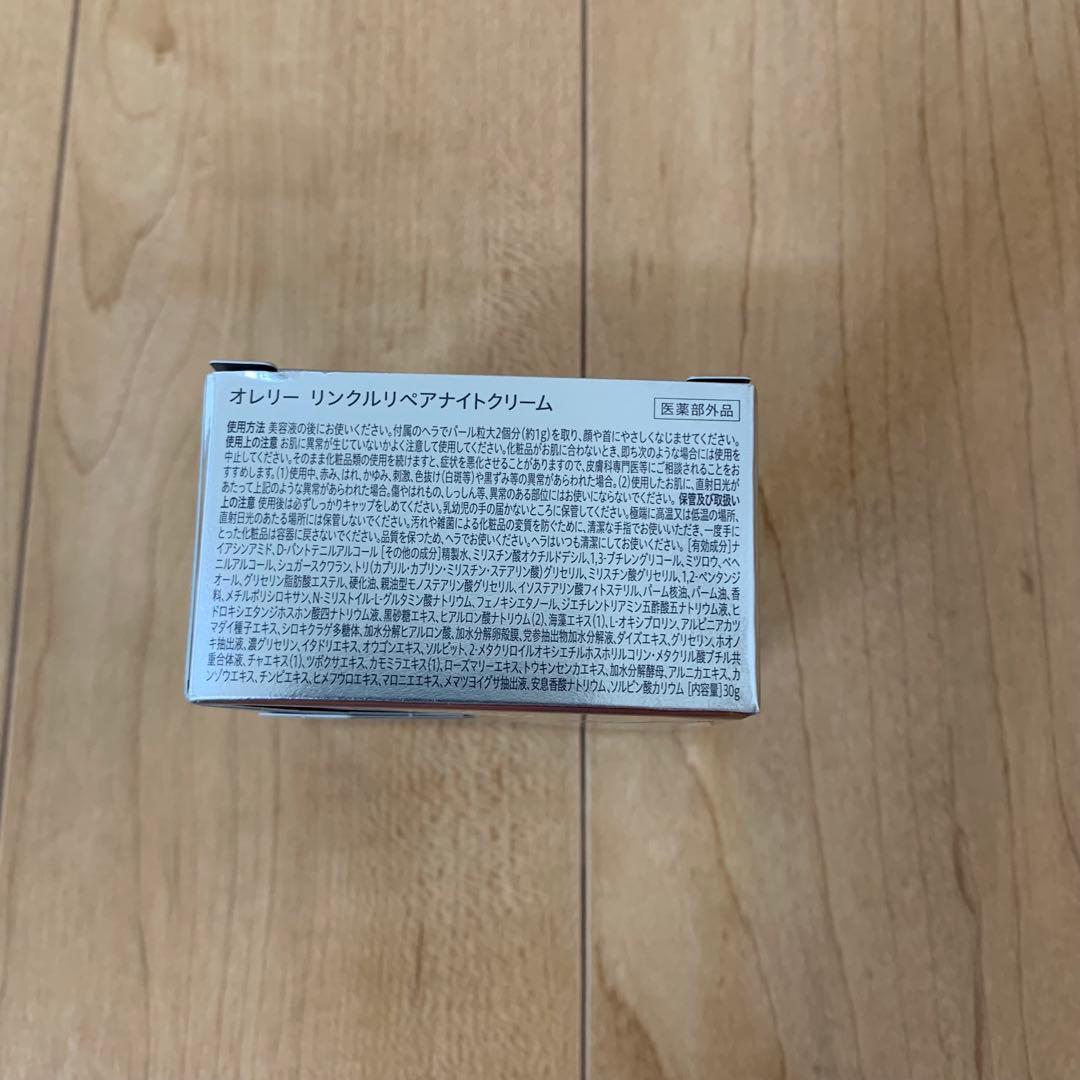 オレリー リンクルリペアナイトクリーム
医薬部外品
使用方法 美容液の後にお使いください。付属のヘラでパール粒大2個分(約1g)を取り、顔や首にやさしくなじませてください。
使用上の注意 お肌に異常が生じていないかよく注意して使用してください。化粧品がお肌に合わないとき、即ち次のような場合には使用を
中止してください。そのまま化粧品類の使用を続けますと、症状を悪化させることがありますので、皮膚科専門医等にご相談されることをお
すすめします。(1)使用中、赤み、はれ、かゆみ、刺激、色抜け(白斑等)や黒ずみ等の異常があらわれた場合。(2)使用したお肌に、直射日光が
あたって上記のような異常があらわれた場合。傷やはれもの、しっしん等、異常のある部位にはお使いにならないでください。保管及び取扱い
上の注意 使用後は必ずしっかりキャップをしめてください。乳幼児の手の届かないところに保管してください。極端に高温又は低温の場所、
直射日光のあたる場所には保管しないでください。汚れや雑菌による化粧品の変質を防ぐために、清潔な手指でお使いいただき、一度手に
とった化粧品は容器に戻さないでください。品質を保つため、ヘラでお使いください。ヘラはいつも清潔にしてお使いください。[有効成分]ナ
イアシンアミド、D-パントテニルアルコール [その他の成分]精製水、ミリスチン酸オクチルドデシル、1,3-ブチレングリコール、ミツロウ、ベヘ
ニルアルコール、シュガースクワラン、トリ(カプリル・カプリン・ミリスチン・ステアリン酸)グリセリル、ミリスチン酸グリセリル、1,2-ペンタンジ
オール、グリセリン脂肪酸エステル、硬化油、親油型モノステアリン酸グリセリル、イソステアリン酸フィトステリル、パーム核油、パーム油、香
料、メチルポリシロキサン、N-ミリストイル-L-グルタミン酸ナトリウム、フェノキシエタノール、ジエチレントリアミン五酢酸五ナトリウム液、ヒ
ドロキシエタンジホスホン酸四ナトリウム液、黒砂糖エキス、ヒアルロン酸ナトリウム(2)、海藻エキス(1)、L-オキシプロリン、アルピニアカツ
マダイ種子エキス、シロキクラゲ多糖体、加水分解ヒアルロン酸、加水分解卵殻膜、党参抽出物加水分解液、ダイズエキス、グリセリン、ホオノ
キ抽出液、濃グリセリン、イタドリエキス、オウゴンエキス、ソルビット、2-メタクリロイルオキシエチルホスホリルコリン・メタクリル酸ブチル共
重合体液、チャエキス(1)、ツボクサエキス、カモミラエキス(1)、ローズマリーエキス、トウキンセンカエキス、加水分解酵母、アルニカエキス、カ
ンゾウエキス、チンピエキス、ヒメフウロエキス、マロニエエキス、メマツヨイグサ抽出液、安息香酸ナトリウム、ソルビン酸カリウム [内容量]30g